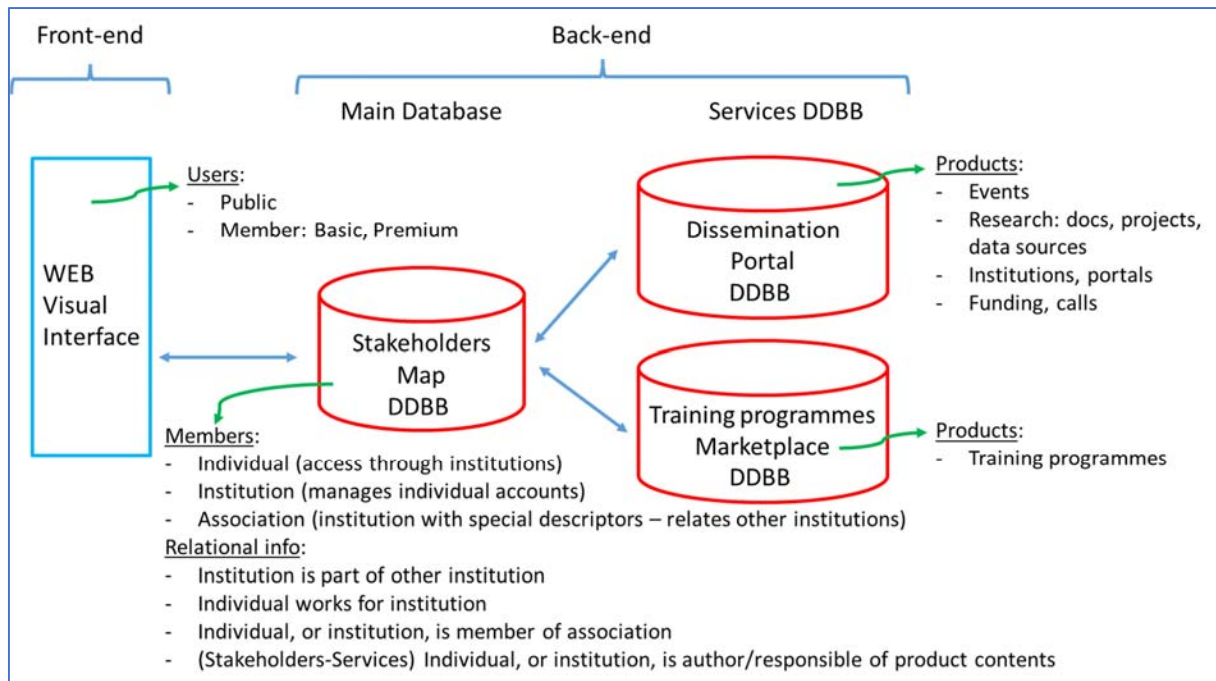 Front-end
Back-end
Main Database
Services DDBB
WEB
Visual
Interface
Users:
- Public
- Member: Basic, Premium
Stakeholders
Map
DDBB
Dissemination
Portal
DDBB
Products:
- Events
- Research: docs, projects,
data sources
- Institutions, portals
- Funding, calls
Training programmes
Marketplace
DDBB
Products:
- Training programmes
Members:
- Individual (access through institutions)
- Institution (manages individual accounts)
- Association (institution with special descriptors – relates other institutions)
Relational info:
- Institution is part of other institution
- Individual works for institution
- Individual, or institution, is member of association
- (Stakeholders-Services) Individual, or institution, is author/responsible of product contents